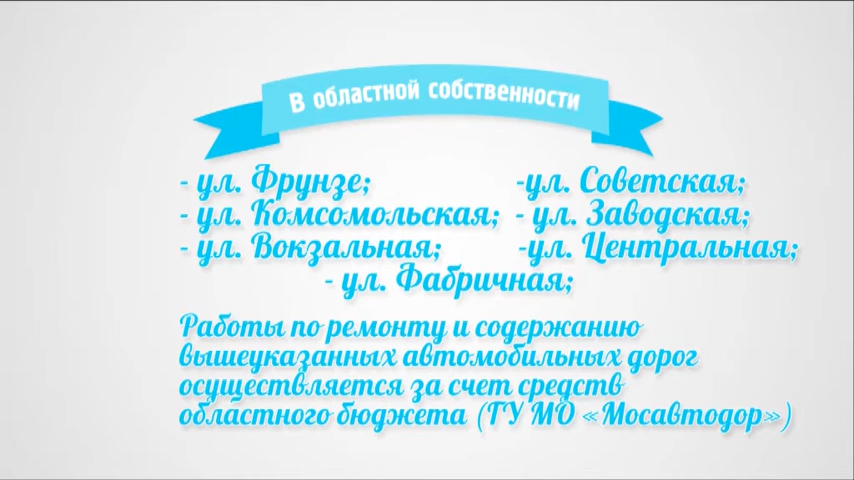 В областной собственности
- ул. Фрунзе; -ул. Советская;
- ул. Комсомольская; - ул. Заводская;
- ул. Вокзальная; -ул. Центральная;
- ул. Фабричная;
Работы по ремонту и содержанию
вышеуказанных автомобильных дорог
осуществляется за счет средств
областного бюджета (ГУ МО «Мосавтодор»)